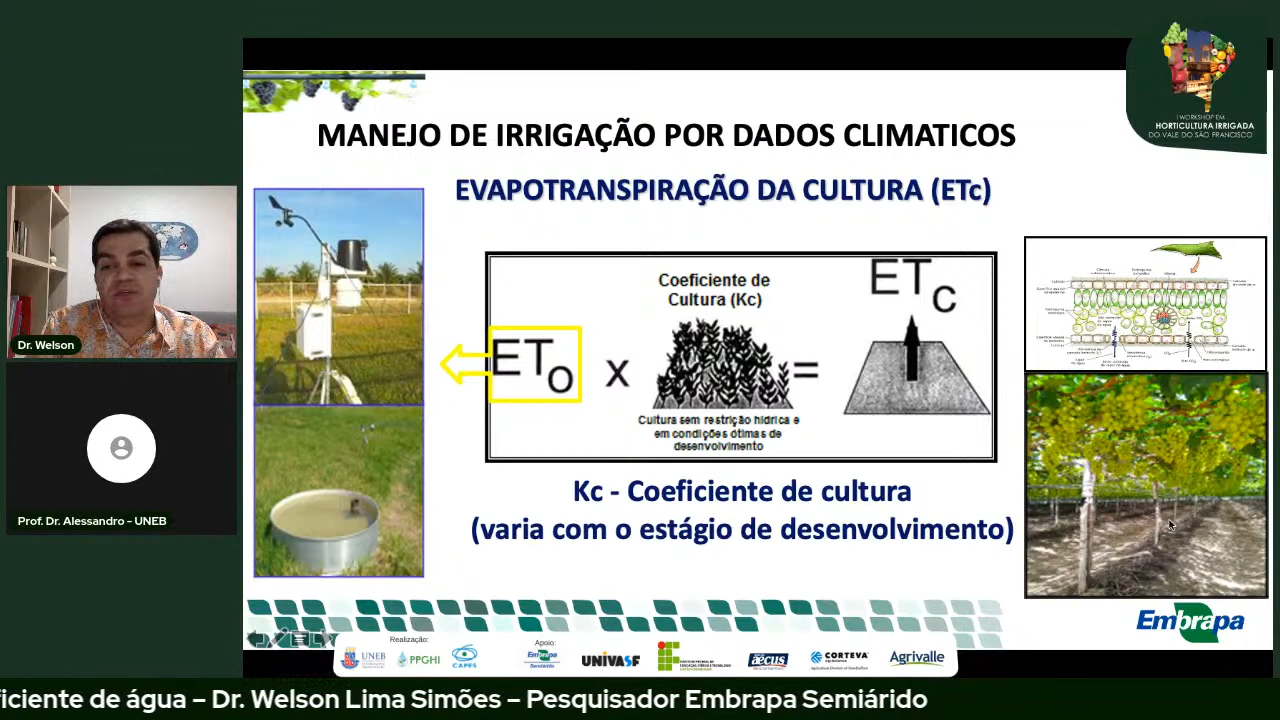 I WORKSHOP EM
HORTICULTURA IRRIGADA
DO VALE DO SÃO FRANCISCO
MANEJO DE IRRIGAÇÃO POR DADOS CLIMATICOS
EVAPOTRANSPIRAÇÃO DA CULTURA (ETc)
Dr. Welson
Prof. Dr. Alessandro - UNEB
Coeficiente de
Cultura (Kc)
ETo x = ETc
Cultura sem restrição hídrica e
em condições ótimas de
desenvolvimento
Kc - Coeficiente de cultura
(varia com o estágio de desenvolvimento)
Embrapa
Realização:
UNEB
PPGHI
CAPES
Apoio:
Embrapa
Semiárido
UNIVASF
æcus
CORTEVA
agriscience
Agrivalle
ficiente de água – Dr. Welson Lima Simões – Pesquisador Embrapa Semiárido